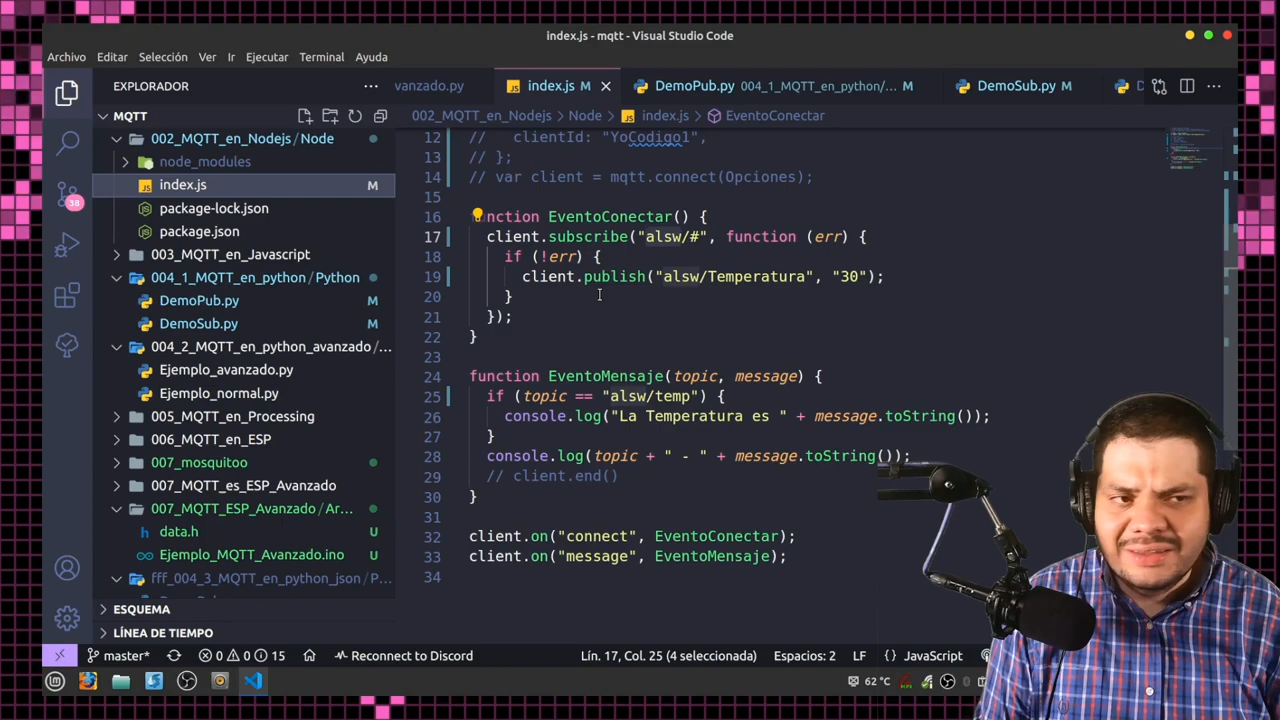 index.js - mqtt - Visual Studio Code
Archivo Editar Selección Ver Ir Ejecutar Terminal Ayuda
EXPLORADOR
vanzado.py index.js M DemoPub.py 004_1_MQTT_en_python/... M DemoSub.py M
002_MQTT_en_Nodejs > Node > index.js > EventoConectar
MQTT
002_MQTT_en_Nodejs / Node
node_modules
index.js M
package-lock.json
package.json
003_MQTT_en_Javascript
004_1_MQTT_en_python / Python
DemoPub.py M
DemoSub.py M
004_2_MQTT_en_python_avanzado /...
Ejemplo_avanzado.py
Ejemplo_normal.py
005_MQTT_en_Processing
006_MQTT_en_ESP
007_mosquitoo
007_MQTT_es_ESP_Avanzado
007_MQTT_ESP_Avanzado / Ar...
data.h U
Ejemplo_MQTT_Avanzado.ino U
fff_004_3_MQTT_en_python_json / P...
ESQUEMA
LÍNEA DE TIEMPO
12 //   clientId: "YoCodigo1",
13 // };
14 // var client = mqtt.connect(Opciones);
15
16 nction EventoConectar() {
17 client.subscribe("alsw/#", function (err) {
18 if (!err) {
19 client.publish("alsw/Temperatura", "30");
20 }
21 });
22 }
23
24 function EventoMensaje(topic, message) {
25 if (topic == "alsw/temp") {
26 console.log("La Temperatura es " + message.toString());
27 }
28 console.log(topic + " - " + message.toString());
29 // client.end()
30 }
31
32 client.on("connect", EventoConectar);
33 client.on("message", EventoMensaje);
34
38
master* 0 0 15 Reconnect to Discord Lín. 17, Col. 25 (4 seleccionada) Espacios: 2 LF {} JavaScript
62 °C